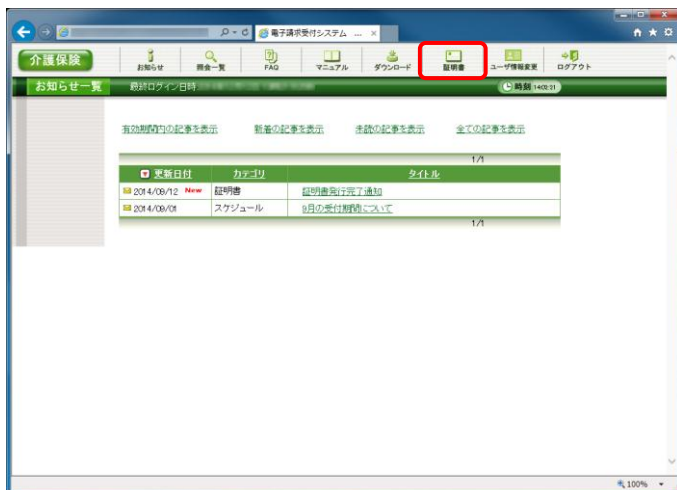 電子請求受付システム ... ×
介護保険
お知らせ 照会一覧 FAQ マニュアル ダウンロード 証明書 ユーザ情報変更 ログアウト
お知らせ一覧 最終ログイン日時 時刻
有効期間内の記事を表示 新着の記事を表示 未読の記事を表示 全ての記事を表示
1/1
更新日付 カテゴリ タイトル
2014/09/12 New 証明書 証明書発行完了通知
2014/09/01 スケジュール 9月の受付期間について
1/1
100%